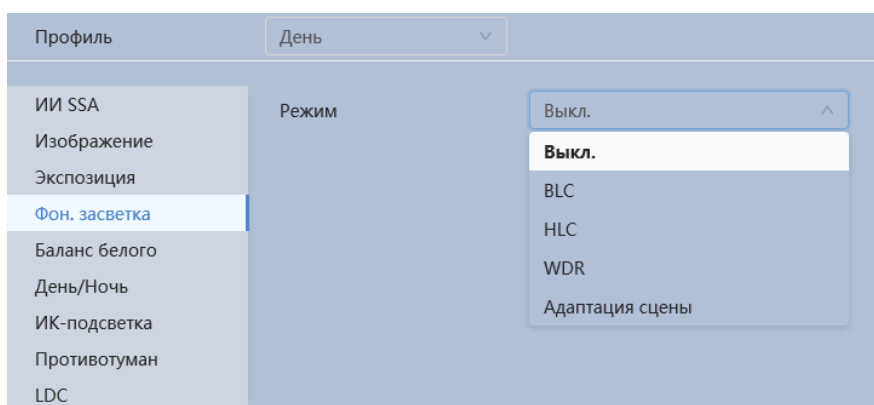 Профиль День
ИИ SSA
Изображение
Экспозиция
Фон. засветка
Баланс белого
День/Ночь
ИК-подсветка
Противотуман
LDC
Режим Выкл.
Выкл.
BLC
HLC
WDR
Адаптация сцены